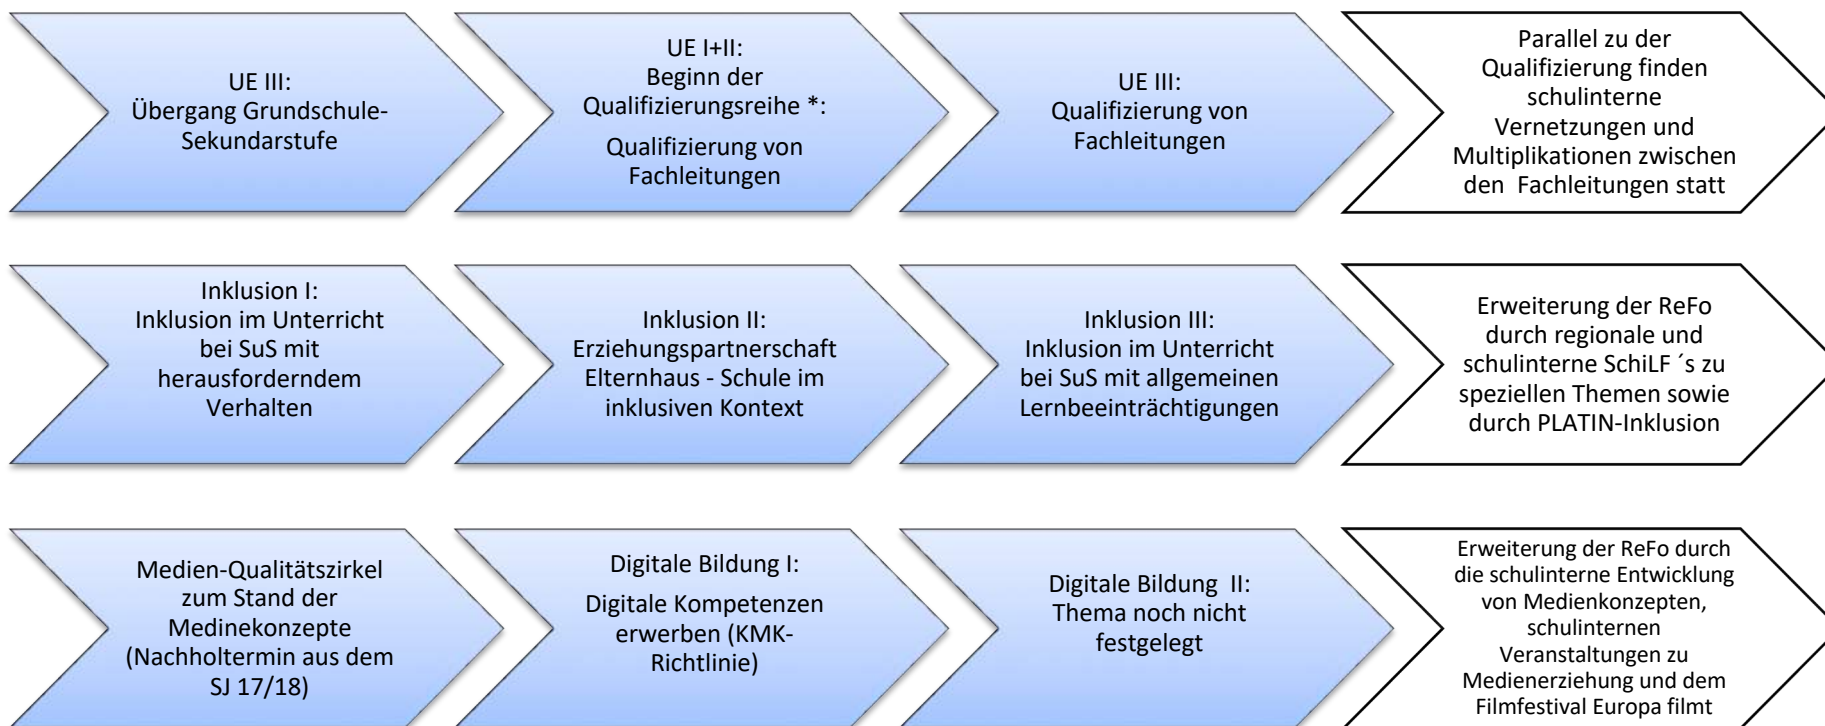 UE III:
Übergang Grundschule-
Sekundarstufe
UE I+II:
Beginn der
Qualifizierungsreihe *:
Qualifizierung von
Fachleitungen
UE III:
Qualifizierung von
Fachleitungen
Parallel zu der
Qualifizierung finden
schulinterne
Vernetzungen und
Multiplikationen zwischen
den Fachleitungen statt
Inklusion I:
Inklusion im Unterricht
bei SuS mit
herausforderndem
Verhalten
Inklusion II:
Erziehungspartnerschaft
Elternhaus - Schule im
inklusiven Kontext
Inklusion III:
Inklusion im Unterricht
bei SuS mit allgemeinen
Lernbeeinträchtigungen
Erweiterung der ReFo
durch regionale und
schulinterne SchiLF ´s zu
speziellen Themen sowie
durch PLATIN-Inklusion
Medien-Qualitätszirkel
zum Stand der
Medinekonzepte
(Nachholtermin aus dem
SJ 17/18)
Digitale Bildung I:
Digitale Kompetenzen
erwerben (KMK-
Richtlinie)
Digitale Bildung II:
Thema noch nicht
festgelegt
Erweiterung der ReFo durch
die schulinterne Entwicklung
von Medienkonzepten,
schulinternen
Veranstaltungen zu
Medienerziehung und dem
Filmfestival Europa filmt